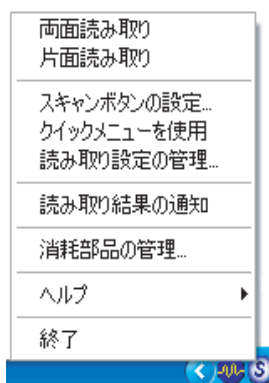 両面読み取り
片面読み取り
スキャンボタンの設定...
クイックメニューを使用
読み取り設定の管理...
読み取り結果の通知
消耗部品の管理...
ヘルプ
終了
S